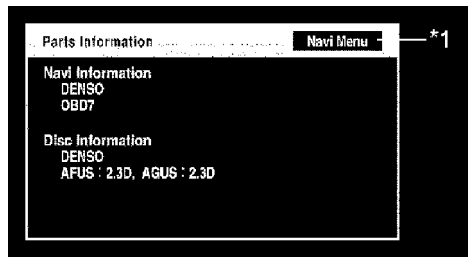 Parts Information Navi Menu *1
Navi Information
DENSO
OBD7
Disc Information
DENSO
AFUS : 2.3D, AGUS : 2.3D